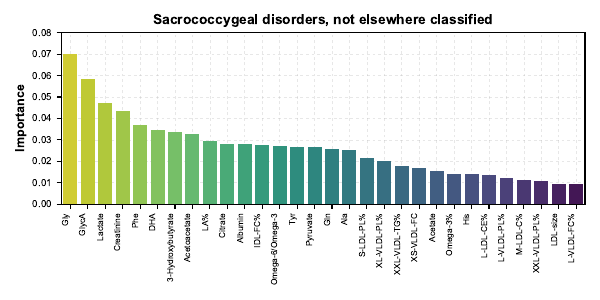 Sacrococcygeal disorders, not elsewhere classified
Importance
0.08
0.07
0.06
0.05
0.04
0.03
0.02
0.01
0.00
Gly
GlycA
Lactate
Creatinine
Phe
DHA
3-Hydroxybutyrate
Acetoacetate
LA%
Citrate
Albumin
IDL-FC%
Omega-6/Omega-3
Tyr
Pyruvate
Gln
Ala
S-LDL-PL%
XL-VLDL-PL%
XXL-VLDL-TG%
XS-VLDL-FC
Acetate
Omega-3%
His
L-LDL-CE%
L-VLDL-PL%
M-LDL-C%
XXL-VLDL-PL%
LDL-size
L-VLDL-FC%